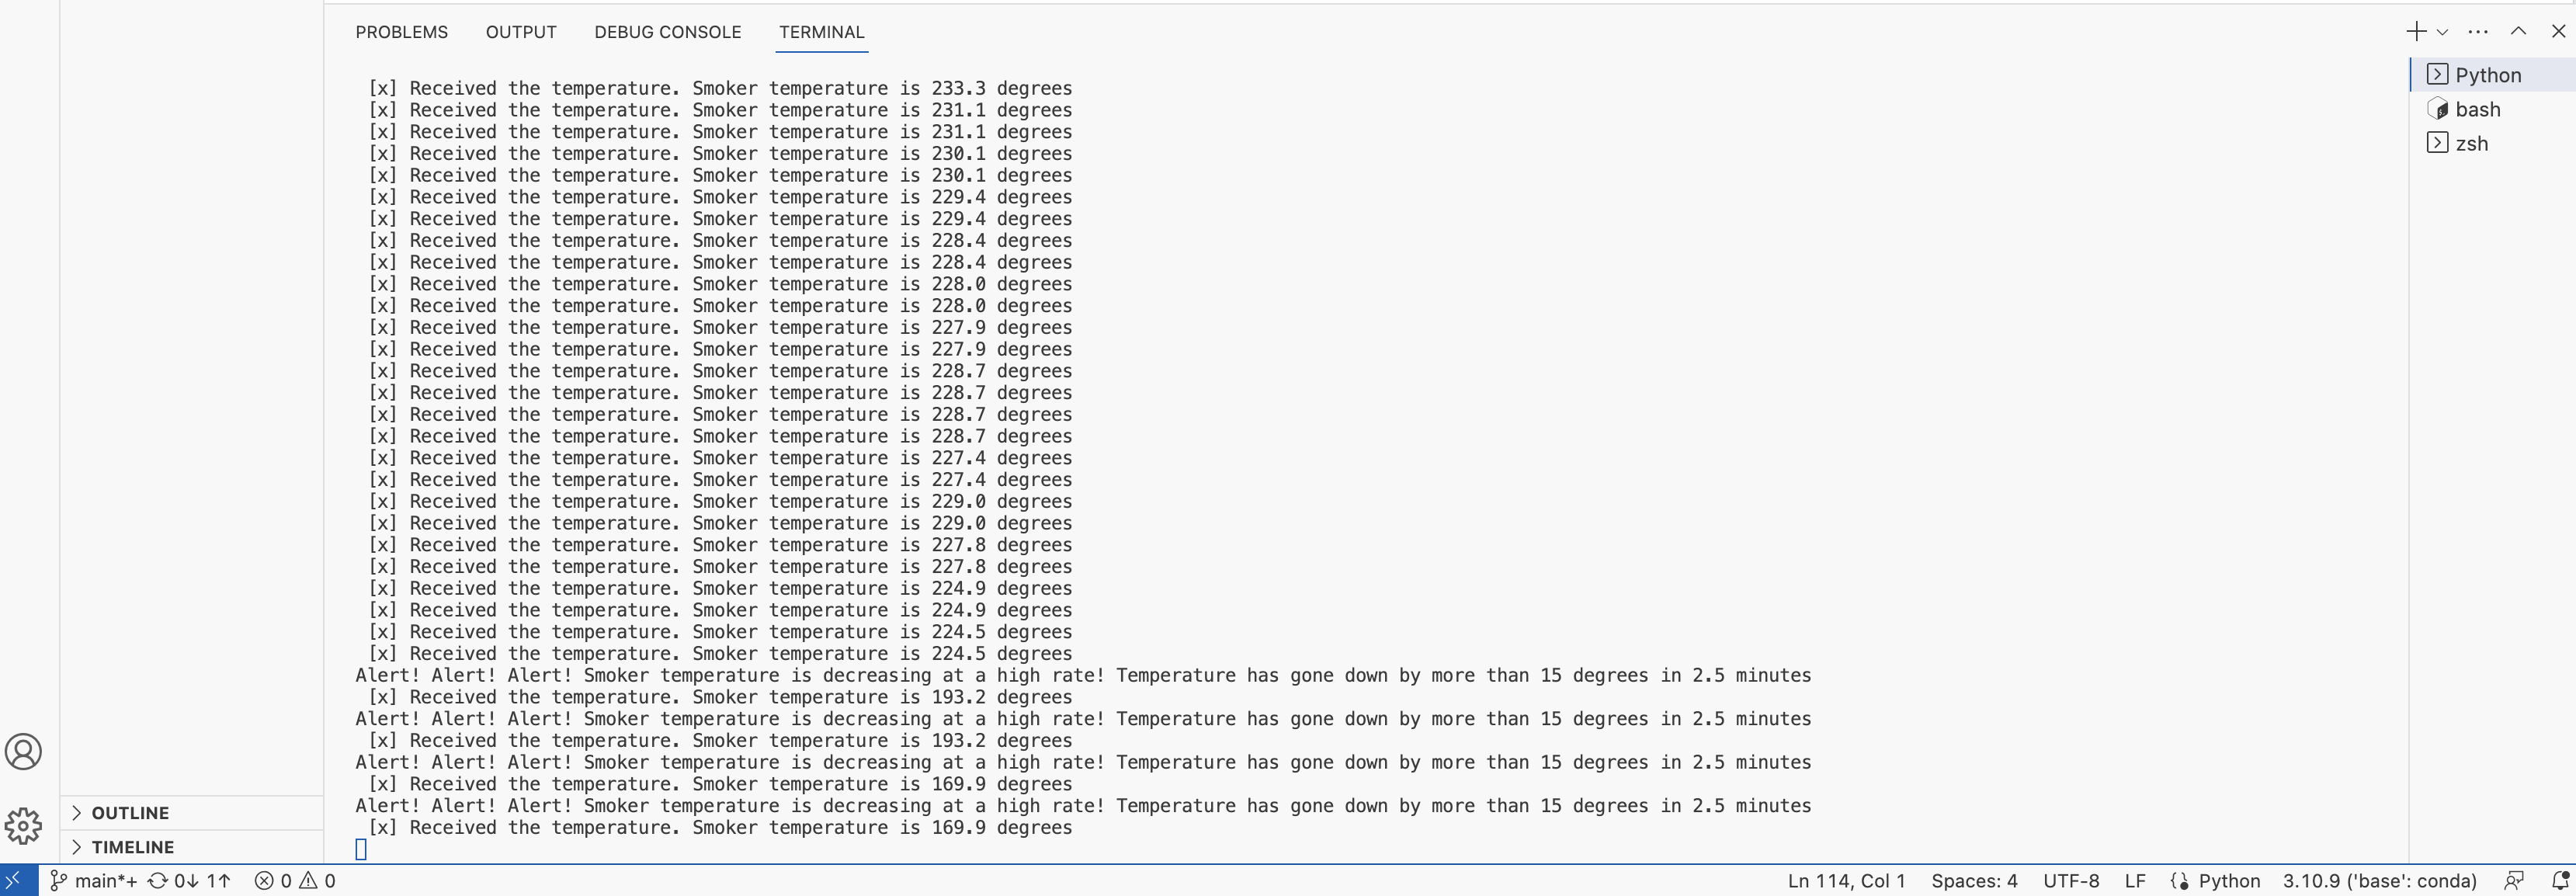 PROBLEMS OUTPUT DEBUG CONSOLE TERMINAL
[x] Received the temperature. Smoker temperature is 233.3 degrees
[x] Received the temperature. Smoker temperature is 231.1 degrees
[x] Received the temperature. Smoker temperature is 231.1 degrees
[x] Received the temperature. Smoker temperature is 230.1 degrees
[x] Received the temperature. Smoker temperature is 230.1 degrees
[x] Received the temperature. Smoker temperature is 229.4 degrees
[x] Received the temperature. Smoker temperature is 229.4 degrees
[x] Received the temperature. Smoker temperature is 228.4 degrees
[x] Received the temperature. Smoker temperature is 228.4 degrees
[x] Received the temperature. Smoker temperature is 228.0 degrees
[x] Received the temperature. Smoker temperature is 228.0 degrees
[x] Received the temperature. Smoker temperature is 227.9 degrees
[x] Received the temperature. Smoker temperature is 227.9 degrees
[x] Received the temperature. Smoker temperature is 228.7 degrees
[x] Received the temperature. Smoker temperature is 228.7 degrees
[x] Received the temperature. Smoker temperature is 228.7 degrees
[x] Received the temperature. Smoker temperature is 228.7 degrees
[x] Received the temperature. Smoker temperature is 227.4 degrees
[x] Received the temperature. Smoker temperature is 227.4 degrees
[x] Received the temperature. Smoker temperature is 229.0 degrees
[x] Received the temperature. Smoker temperature is 229.0 degrees
[x] Received the temperature. Smoker temperature is 227.8 degrees
[x] Received the temperature. Smoker temperature is 227.8 degrees
[x] Received the temperature. Smoker temperature is 224.9 degrees
[x] Received the temperature. Smoker temperature is 224.9 degrees
[x] Received the temperature. Smoker temperature is 224.5 degrees
[x] Received the temperature. Smoker temperature is 224.5 degrees
Alert! Alert! Alert! Smoker temperature is decreasing at a high rate! Temperature has gone down by more than 15 degrees in 2.5 minutes
[x] Received the temperature. Smoker temperature is 193.2 degrees
Alert! Alert! Alert! Smoker temperature is decreasing at a high rate! Temperature has gone down by more than 15 degrees in 2.5 minutes
[x] Received the temperature. Smoker temperature is 193.2 degrees
Alert! Alert! Alert! Smoker temperature is decreasing at a high rate! Temperature has gone down by more than 15 degrees in 2.5 minutes
[x] Received the temperature. Smoker temperature is 169.9 degrees
Alert! Alert! Alert! Smoker temperature is decreasing at a high rate! Temperature has gone down by more than 15 degrees in 2.5 minutes
[x] Received the temperature. Smoker temperature is 169.9 degrees
Python
bash
zsh
OUTLINE
TIMELINE
main*+ 0↓ 1↑ 0 0 Ln 114, Col 1 Spaces: 4 UTF-8 LF Python 3.10.9 ('base': conda)